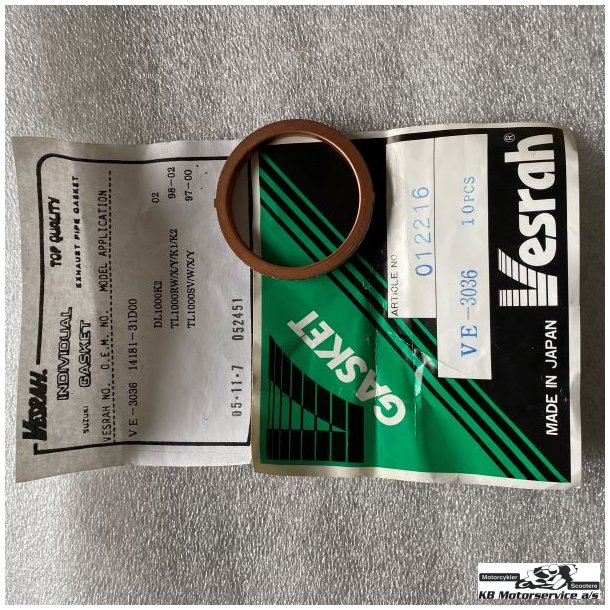 VESRAH.
INDIVIDUAL
TOP QUALITY
SUZUKI GASKET
EXHAUST PIPE GASKET
VESRAH NO. O.E.M. NO. MODEL APPLICATION
VE-3036 14181-31D00
DL1000K2 02
TL1000RW/X/Y/K1/K2 98-02
TL1000SV/W/X/Y 97-00
05-11-7 052451
GASKET
ARTICLE NO
012216
VE-3036 10PCS
Vesrah®
MADE IN JAPAN
Motorcykler Scootere
KB Motorservice a/s